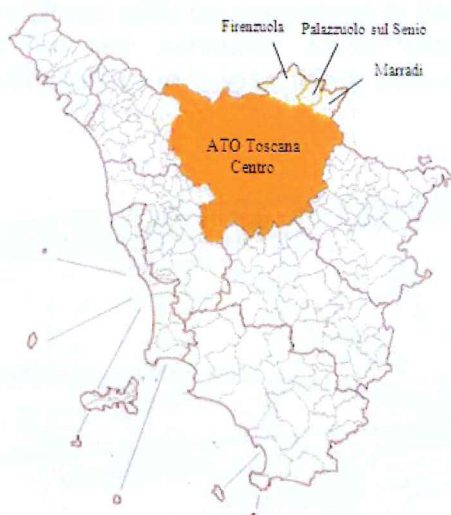 Firenzuola
Palazzuolo sul Senio
Marradi
ATO Toscana
Centro